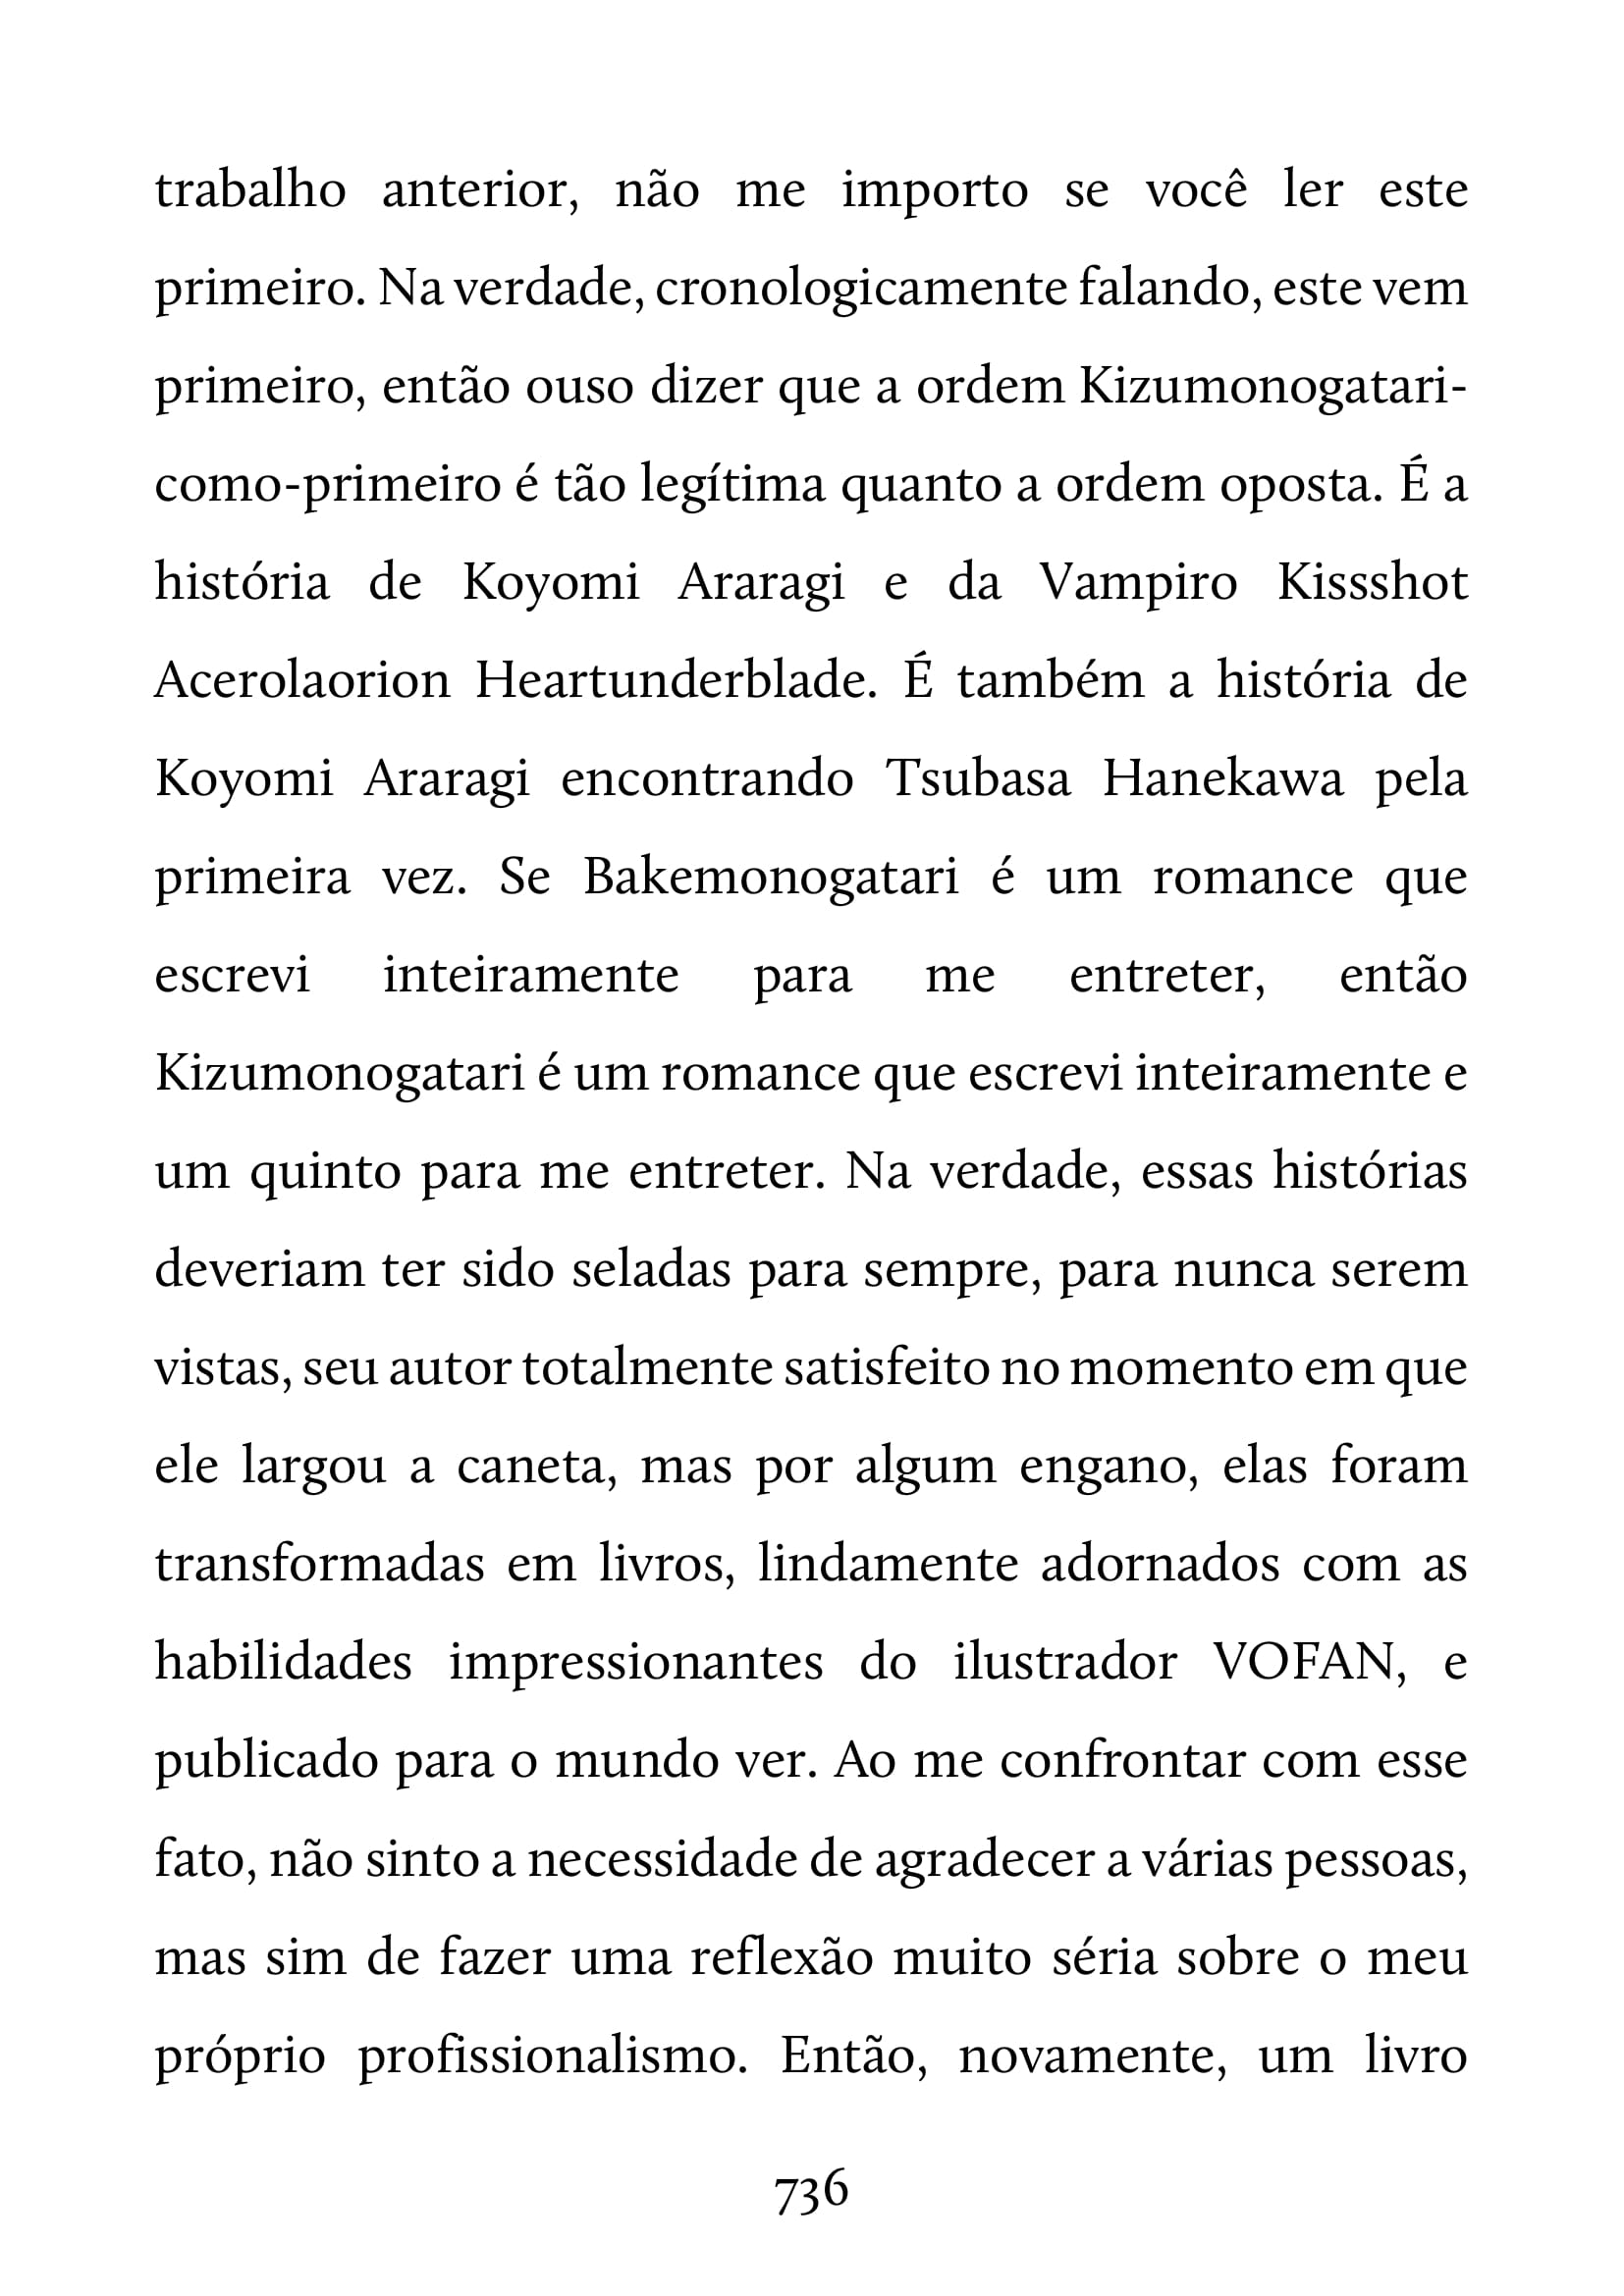 trabalho anterior, não me importo se você ler este
primeiro. Na verdade, cronologicamente falando, este vem
primeiro, então ouso dizer que a ordem Kizumonogatari-
como-primeiro é tão legítima quanto a ordem oposta. É a
história de Koyomi Araragi e da Vampiro Kissshot
Acerolaorion Heartunderblade. É também a história de
Koyomi Araragi encontrando Tsubasa Hanekawa pela
primeira vez. Se Bakemonogatari é um romance que
escrevi inteiramente para me entreter, então
Kizumonogatari é um romance que escrevi inteiramente e
um quinto para me entreter. Na verdade, essas histórias
deveriam ter sido seladas para sempre, para nunca serem
vistas, seu autor totalmente satisfeito no momento em que
ele largou a caneta, mas por algum engano, elas foram
transformadas em livros, lindamente adornados com as
habilidades impressionantes do ilustrador VOFAN, e
publicado para o mundo ver. Ao me confrontar com esse
fato, não sinto a necessidade de agradecer a várias pessoas,
mas sim de fazer uma reflexão muito séria sobre o meu
próprio profissionalismo. Então, novamente, um livro
736